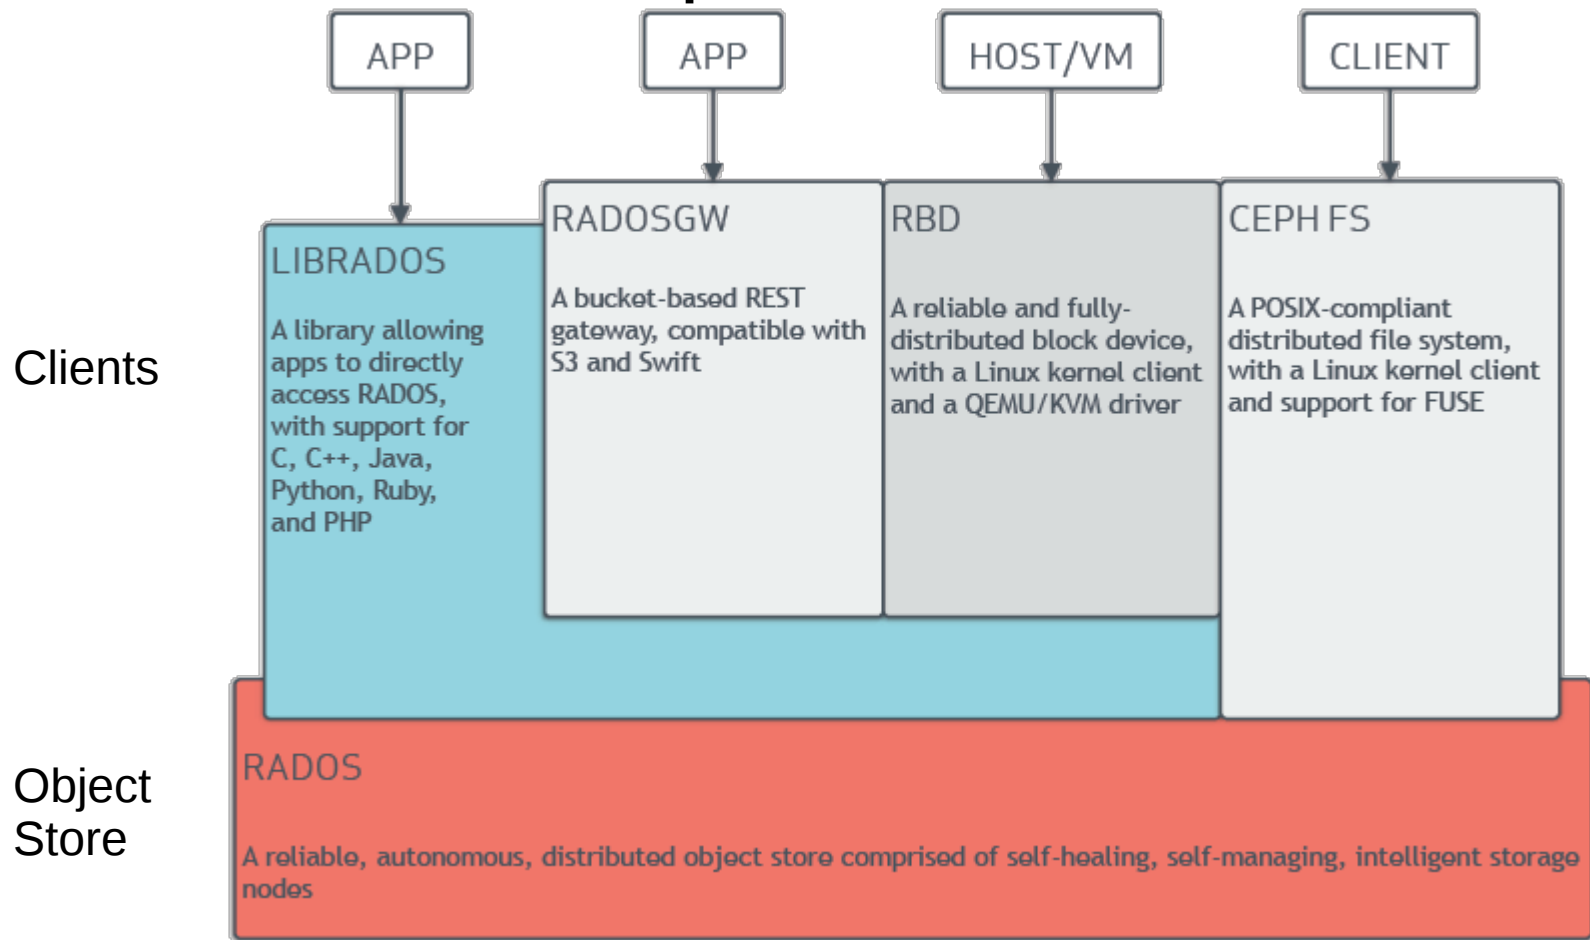 APP
APP
HOST/VM
CLIENT
Clients
LIBRADOS
A library allowing
apps to directly
access RADOS,
with support for
C, C++, Java,
Python, Ruby,
and PHP
RADOSGW
A bucket-based REST
gateway, compatible with
S3 and Swift
RBD
A reliable and fully-
distributed block device,
with a Linux kernel client
and a QEMU/KVM driver
CEPH FS
A POSIX-compliant
distributed file system,
with a Linux kernel client
and support for FUSE
Object
Store
RADOS
A reliable, autonomous, distributed object store comprised of self-healing, self-managing, intelligent storage
nodes